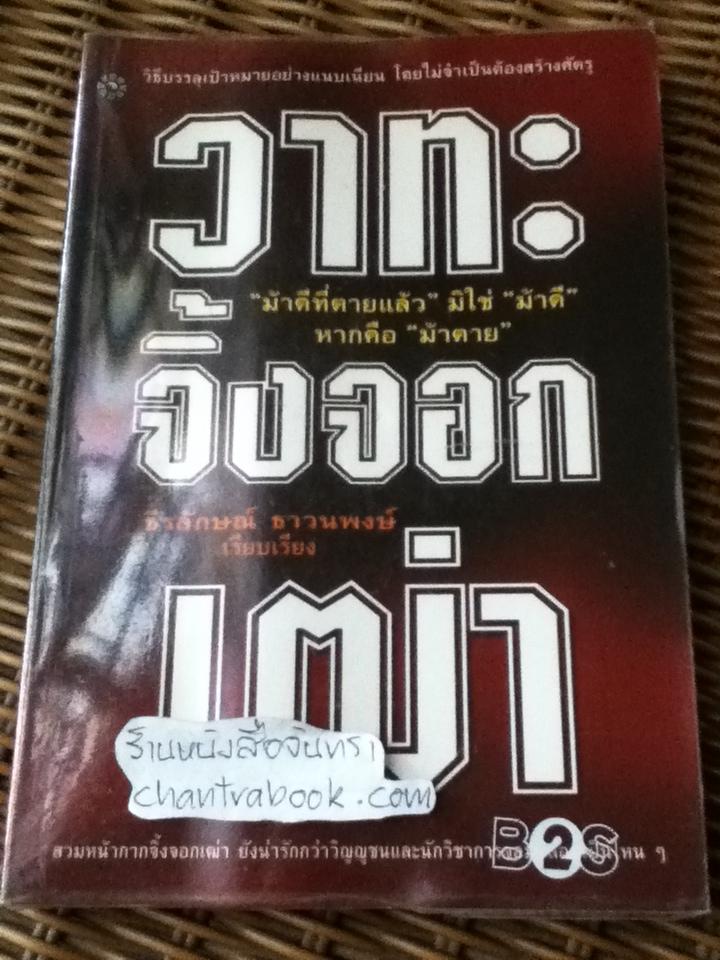 วิธีบรรลุเป้าหมายอย่างแนบเนียน โดยไม่จำเป็นต้องสร้างศัตรู
วาทะ
"ม้าดีที่ตายแล้ว" มิใช่ "ม้าดี"
หากคือ "ม้าตาย"
จิ้งจอก
ธีรลักษณ์ ธาวนพงษ์
เรียบเรียง
เฒ่า
ร้านหนังสือจันทรา
chantrabook.com
B2S
สวมหน้ากากจิ้งจอกเฒ่า ยังน่ารักกว่าวิญญูชนและนักวิชาการ ไหน ๆ